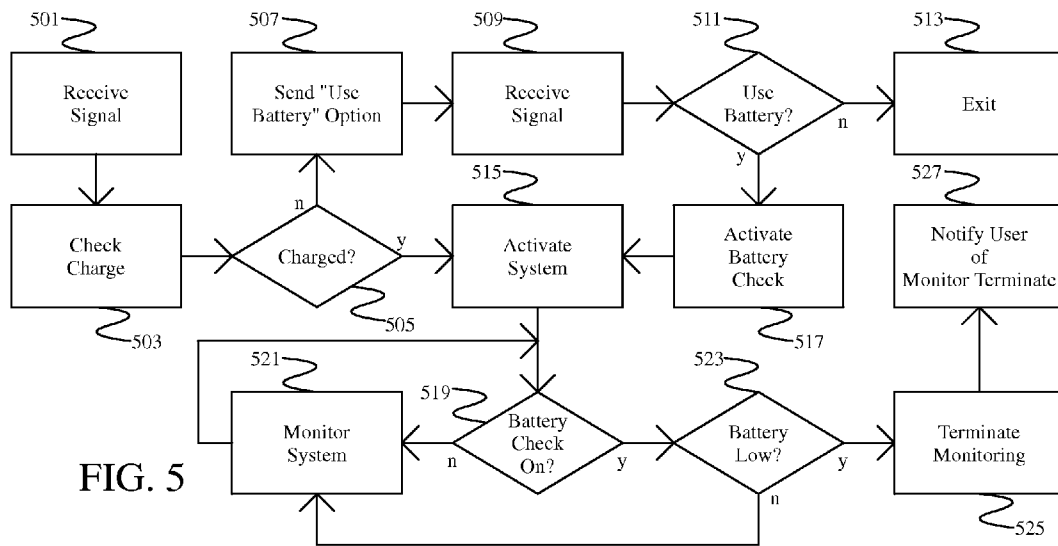 501
507
509
511
513
Receive
Signal
Send "Use
Battery" Option
Receive
Signal
Use
Battery?
n
y
Exit
515
527
n
Check
Charge
Charged?
y
Activate
System
Activate
Battery
Check
Notify User
of
Monitor Terminate
503
505
517
521
519
523
Monitor
System
n
Battery
Check
On?
y
Battery
Low?
y
n
Terminate
Monitoring
FIG. 5
525